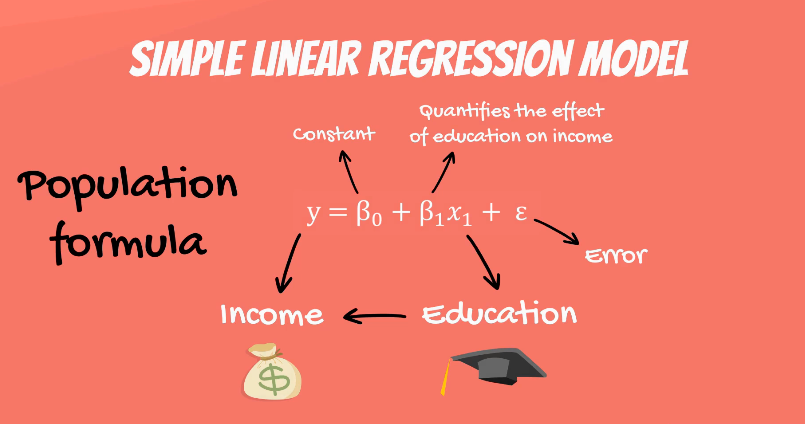 SIMPLE LINEAR REGRESSION MODEL
Quantifies the effect
of education on income
Constant
Population
formula
y = β₀ + β₁x₁ + ε
Error
Income
Education
$